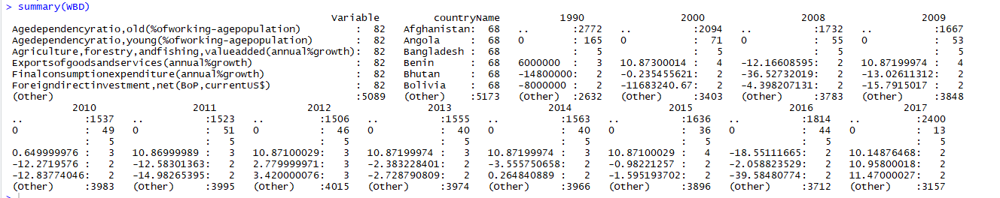 > summary(WBD)
Variable countryName 1990 2000 2008 2009
Agedependencyratio,old(%ofworking-agepopulation) : 82 Afghanistan: 68 .. :2772 .. :2094 .. :1732 .. :1667
Agedependencyratio,young(%ofworking-agepopulation) : 82 Angola : 68 0 : 165 0 : 71 0 : 55 0 : 53
Agriculture,forestry,andfishing,valueadded(annual%growth): 82 Bangladesh : 68 : 5 : 5 : 5 : 5
Exportsofgoodsandservices(annual%growth) : 82 Benin : 68 6000000 : 3 10.87300014 : 4 -12.16608595: 2 10.87199974 : 4
Finalconsumptionexpenditure(annual%growth) : 82 Bhutan : 68 -14800000: 2 -0.235455621: 2 -36.52732019: 2 -13.02611312: 2
Foreigndirectinvestment,net(BoP,currentUS$) : 82 Bolivia : 68 -8000000 : 2 -11683240.67: 2 -4.398207131: 2 -15.7915017 : 2
(Other) :5089 (Other) :5173 (Other) :2632 (Other) :3403 (Other) :3783 (Other) :3848
2010 2011 2012 2013 2014 2015 2016 2017
.. :1537 .. :1523 .. :1506 .. :1555 .. :1563 .. :1636 .. :1814 .. :2400
0 : 49 0 : 51 0 : 46 0 : 40 0 : 40 0 : 36 0 : 44 0 : 13
: 5 : 5 : 5 : 5 : 5 : 5 : 5 : 5
0.649999976 : 3 10.86999989 : 3 10.87100029: 3 10.87199974 : 3 10.87199974 : 3 10.87100029 : 4 -18.55111665: 2 10.14876468: 2
-12.2719576 : 2 -12.58301363: 2 2.779999971: 3 -2.383228401: 2 -3.555750658: 2 -0.98221257 : 2 -2.058823529: 2 10.95800018: 2
-12.83774046: 2 -14.98265395: 2 3.420000076: 3 -2.728790809: 2 0.264840889 : 2 -1.595193702: 2 -39.58480774: 2 11.47000027: 2
(Other) :3983 (Other) :3995 (Other) :4015 (Other) :3974 (Other) :3966 (Other) :3896 (Other) :3712 (Other) :3157
>